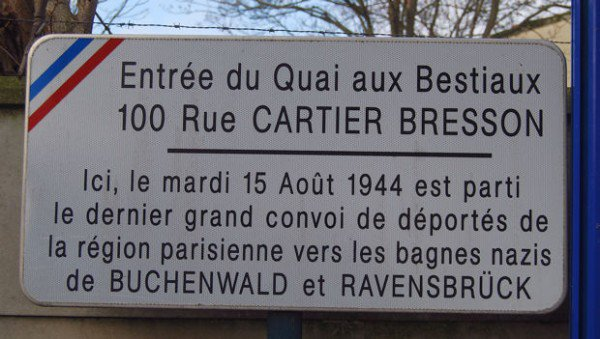 Entrée du Quai aux Bestiaux
100 Rue CARTIER BRESSON
Ici, le mardi 15 Août 1944 est parti
le dernier grand convoi de déportés de
la région parisienne vers les bagnes nazis
de BUCHENWALD et RAVENSBRÜCK